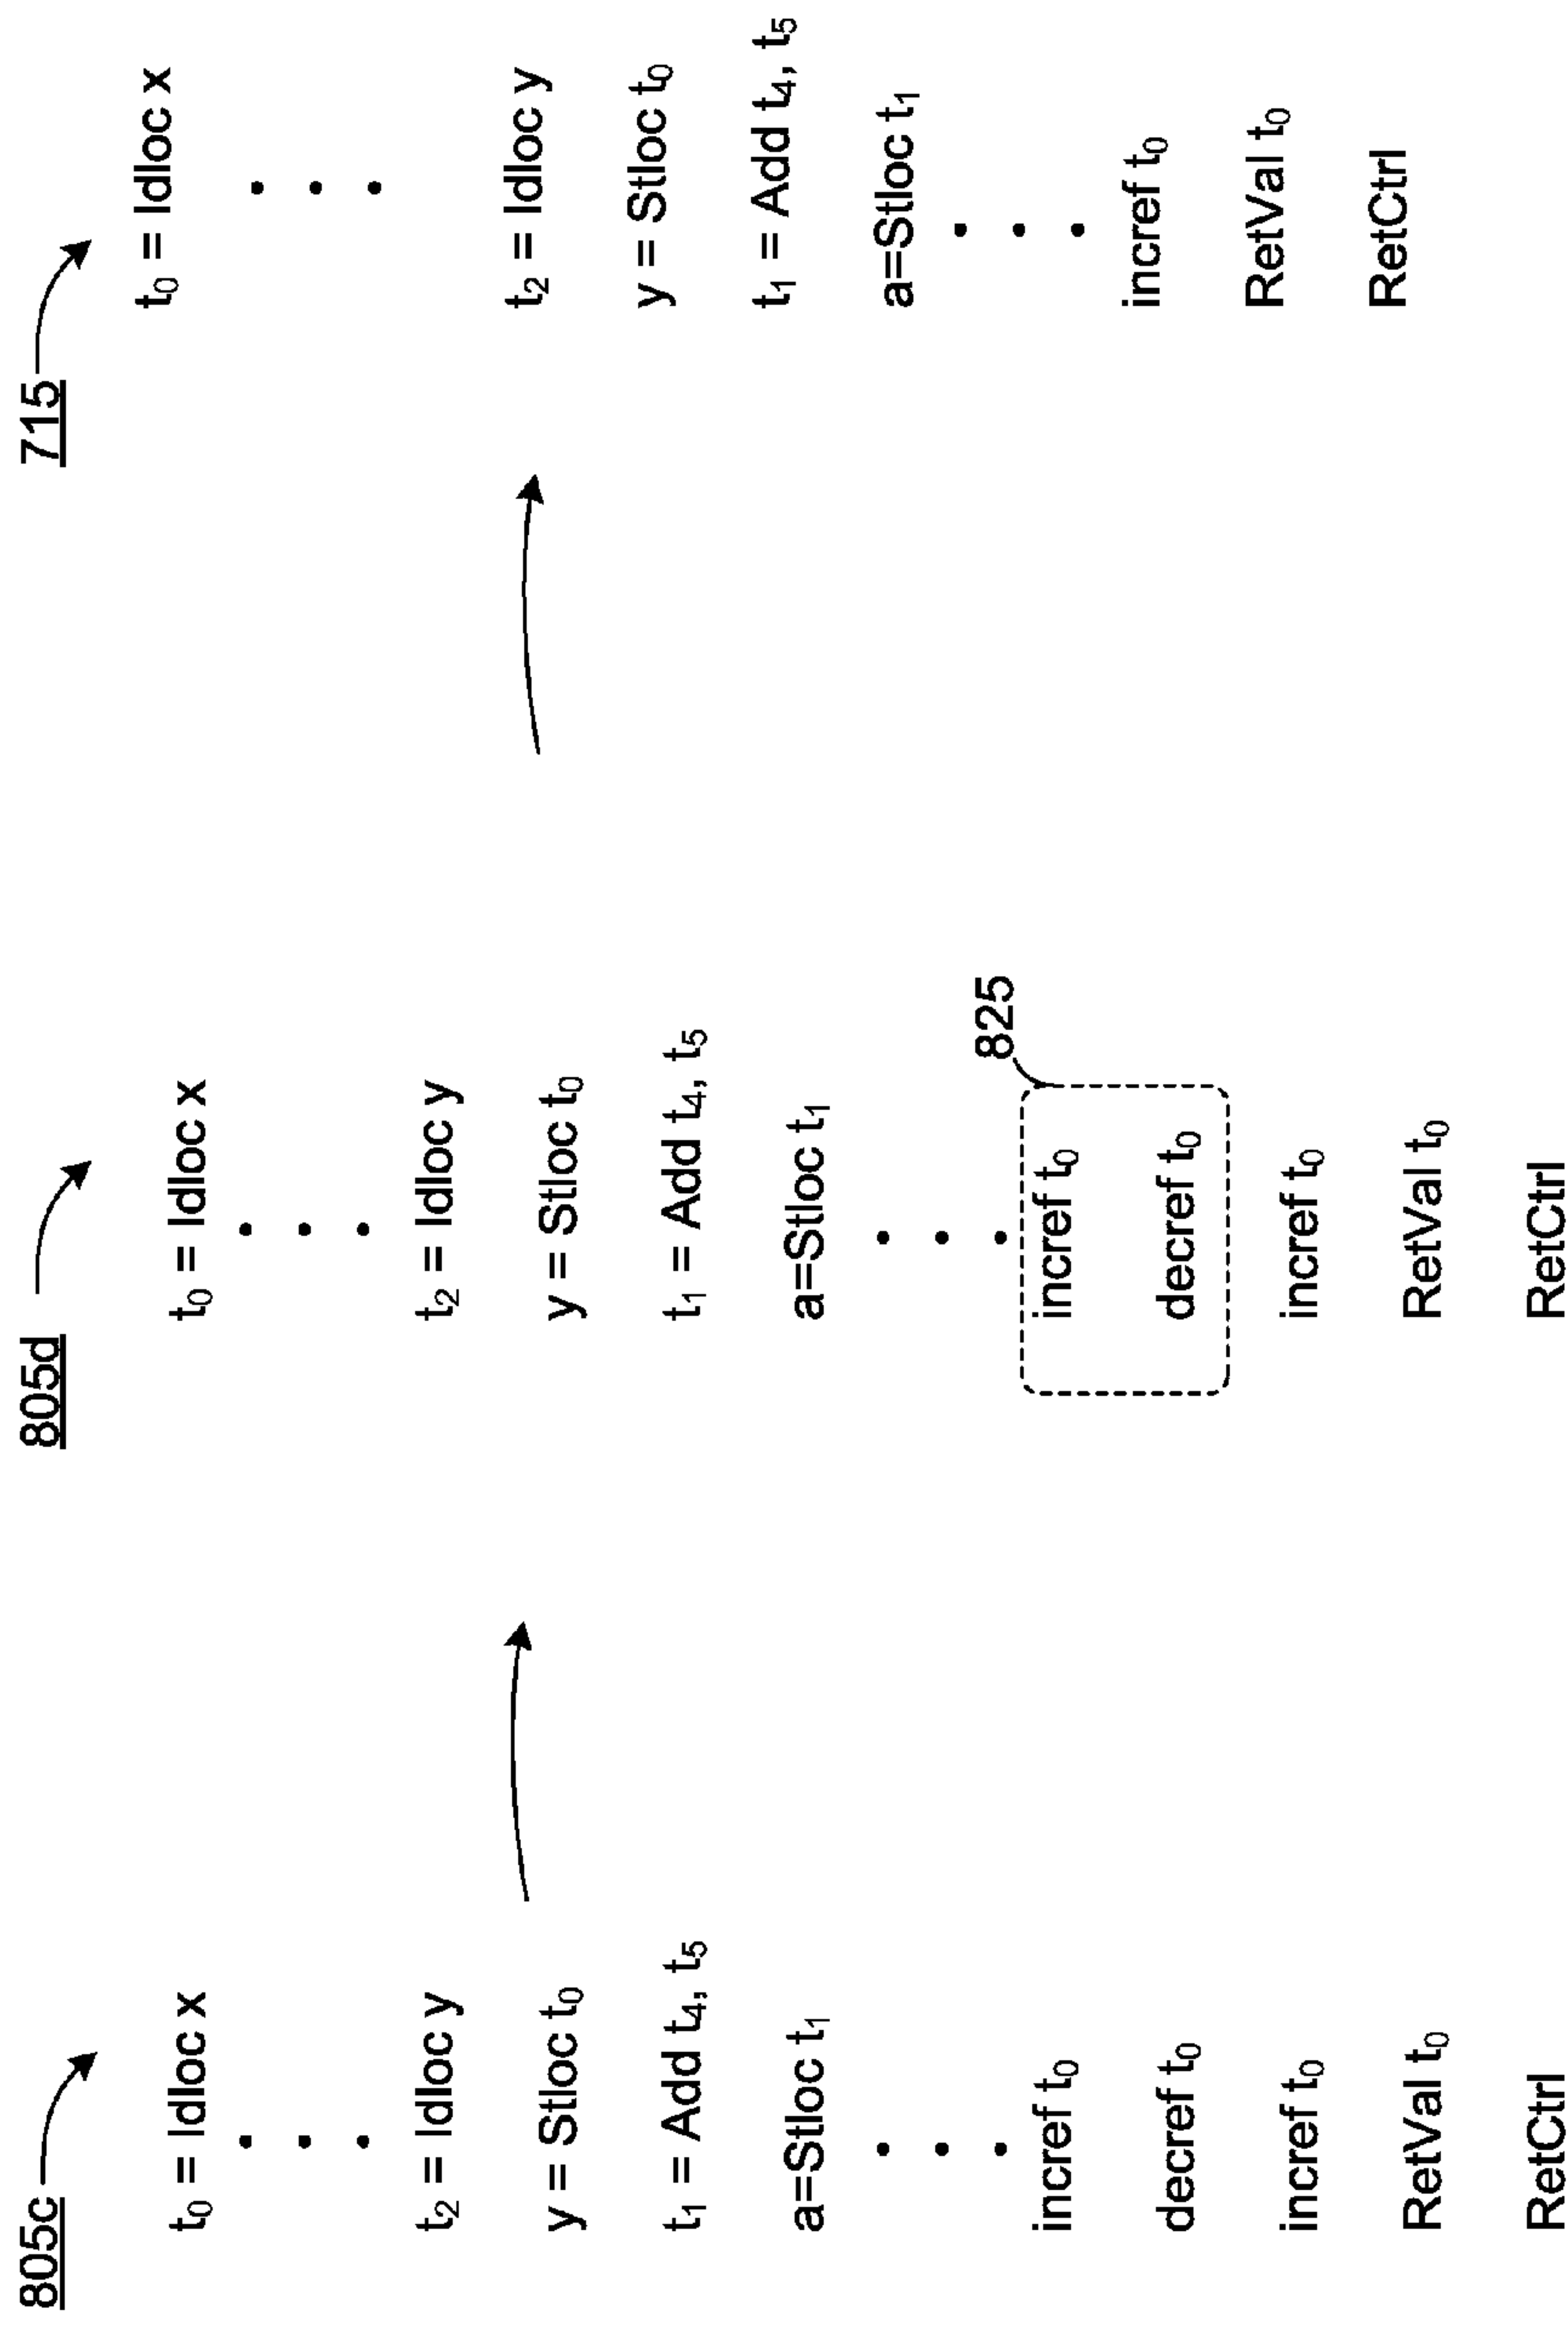 805c
t₀ = ldloc x
t₂ = ldloc y
y = Stloc t₀
t₁ = Add t₄, t₅
a=Stloc t₁
incref t₀
decref t₀
incref t₀
RetVal t₀
RetCtrl
805d
t₀ = ldloc x
t₂ = ldloc y
y = Stloc t₀
t₁ = Add t₄, t₅
a=Stloc t₁
825
incref t₀
decref t₀
incref t₀
RetVal t₀
RetCtrl
715
t₀ = ldloc x
t₂ = ldloc y
y = Stloc t₀
t₁ = Add t₄, t₅
a=Stloc t₁
incref t₀
RetVal t₀
RetCtrl